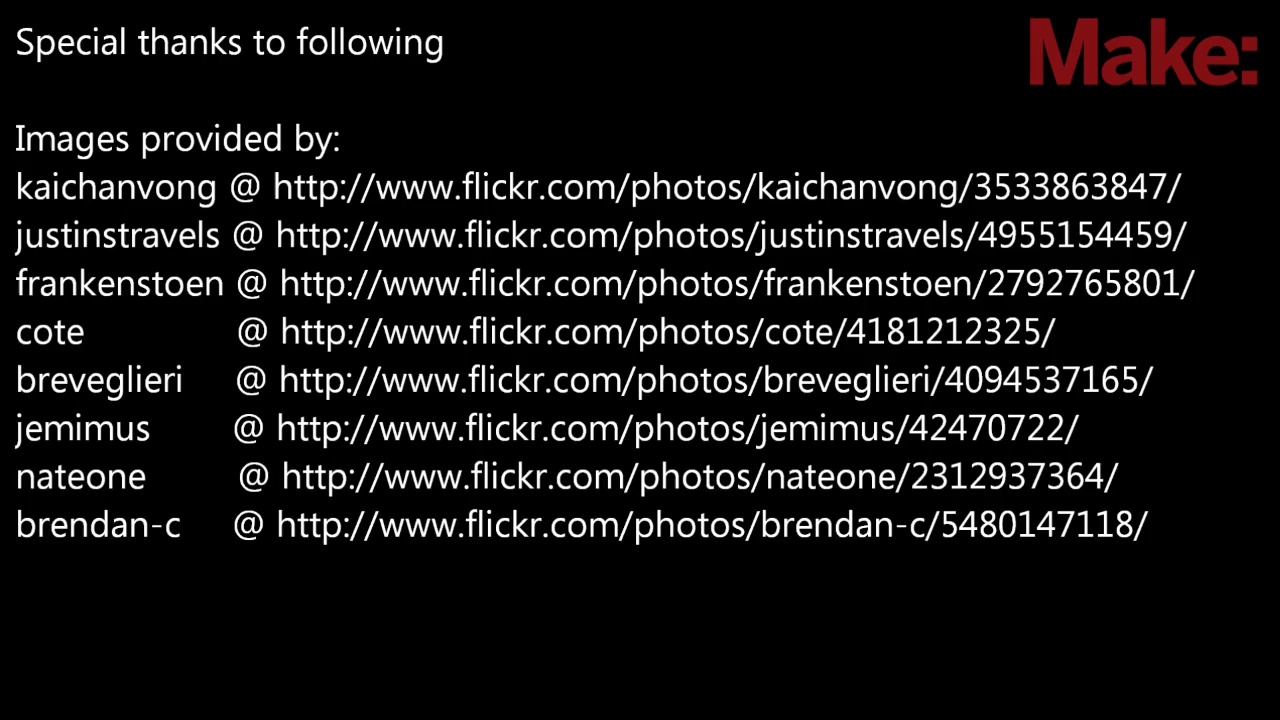 Special thanks to following
Make:
Images provided by:
kaichanvong @ http://www.flickr.com/photos/kaichanvong/3533863847/
justinstravels @ http://www.flickr.com/photos/justinstravels/4955154459/
frankenstoen @ http://www.flickr.com/photos/frankenstoen/2792765801/
cote @ http://www.flickr.com/photos/cote/4181212325/
breveglieri @ http://www.flickr.com/photos/breveglieri/4094537165/
jemimus @ http://www.flickr.com/photos/jemimus/42470722/
nateone @ http://www.flickr.com/photos/nateone/2312937364/
brendan-c @ http://www.flickr.com/photos/brendan-c/5480147118/